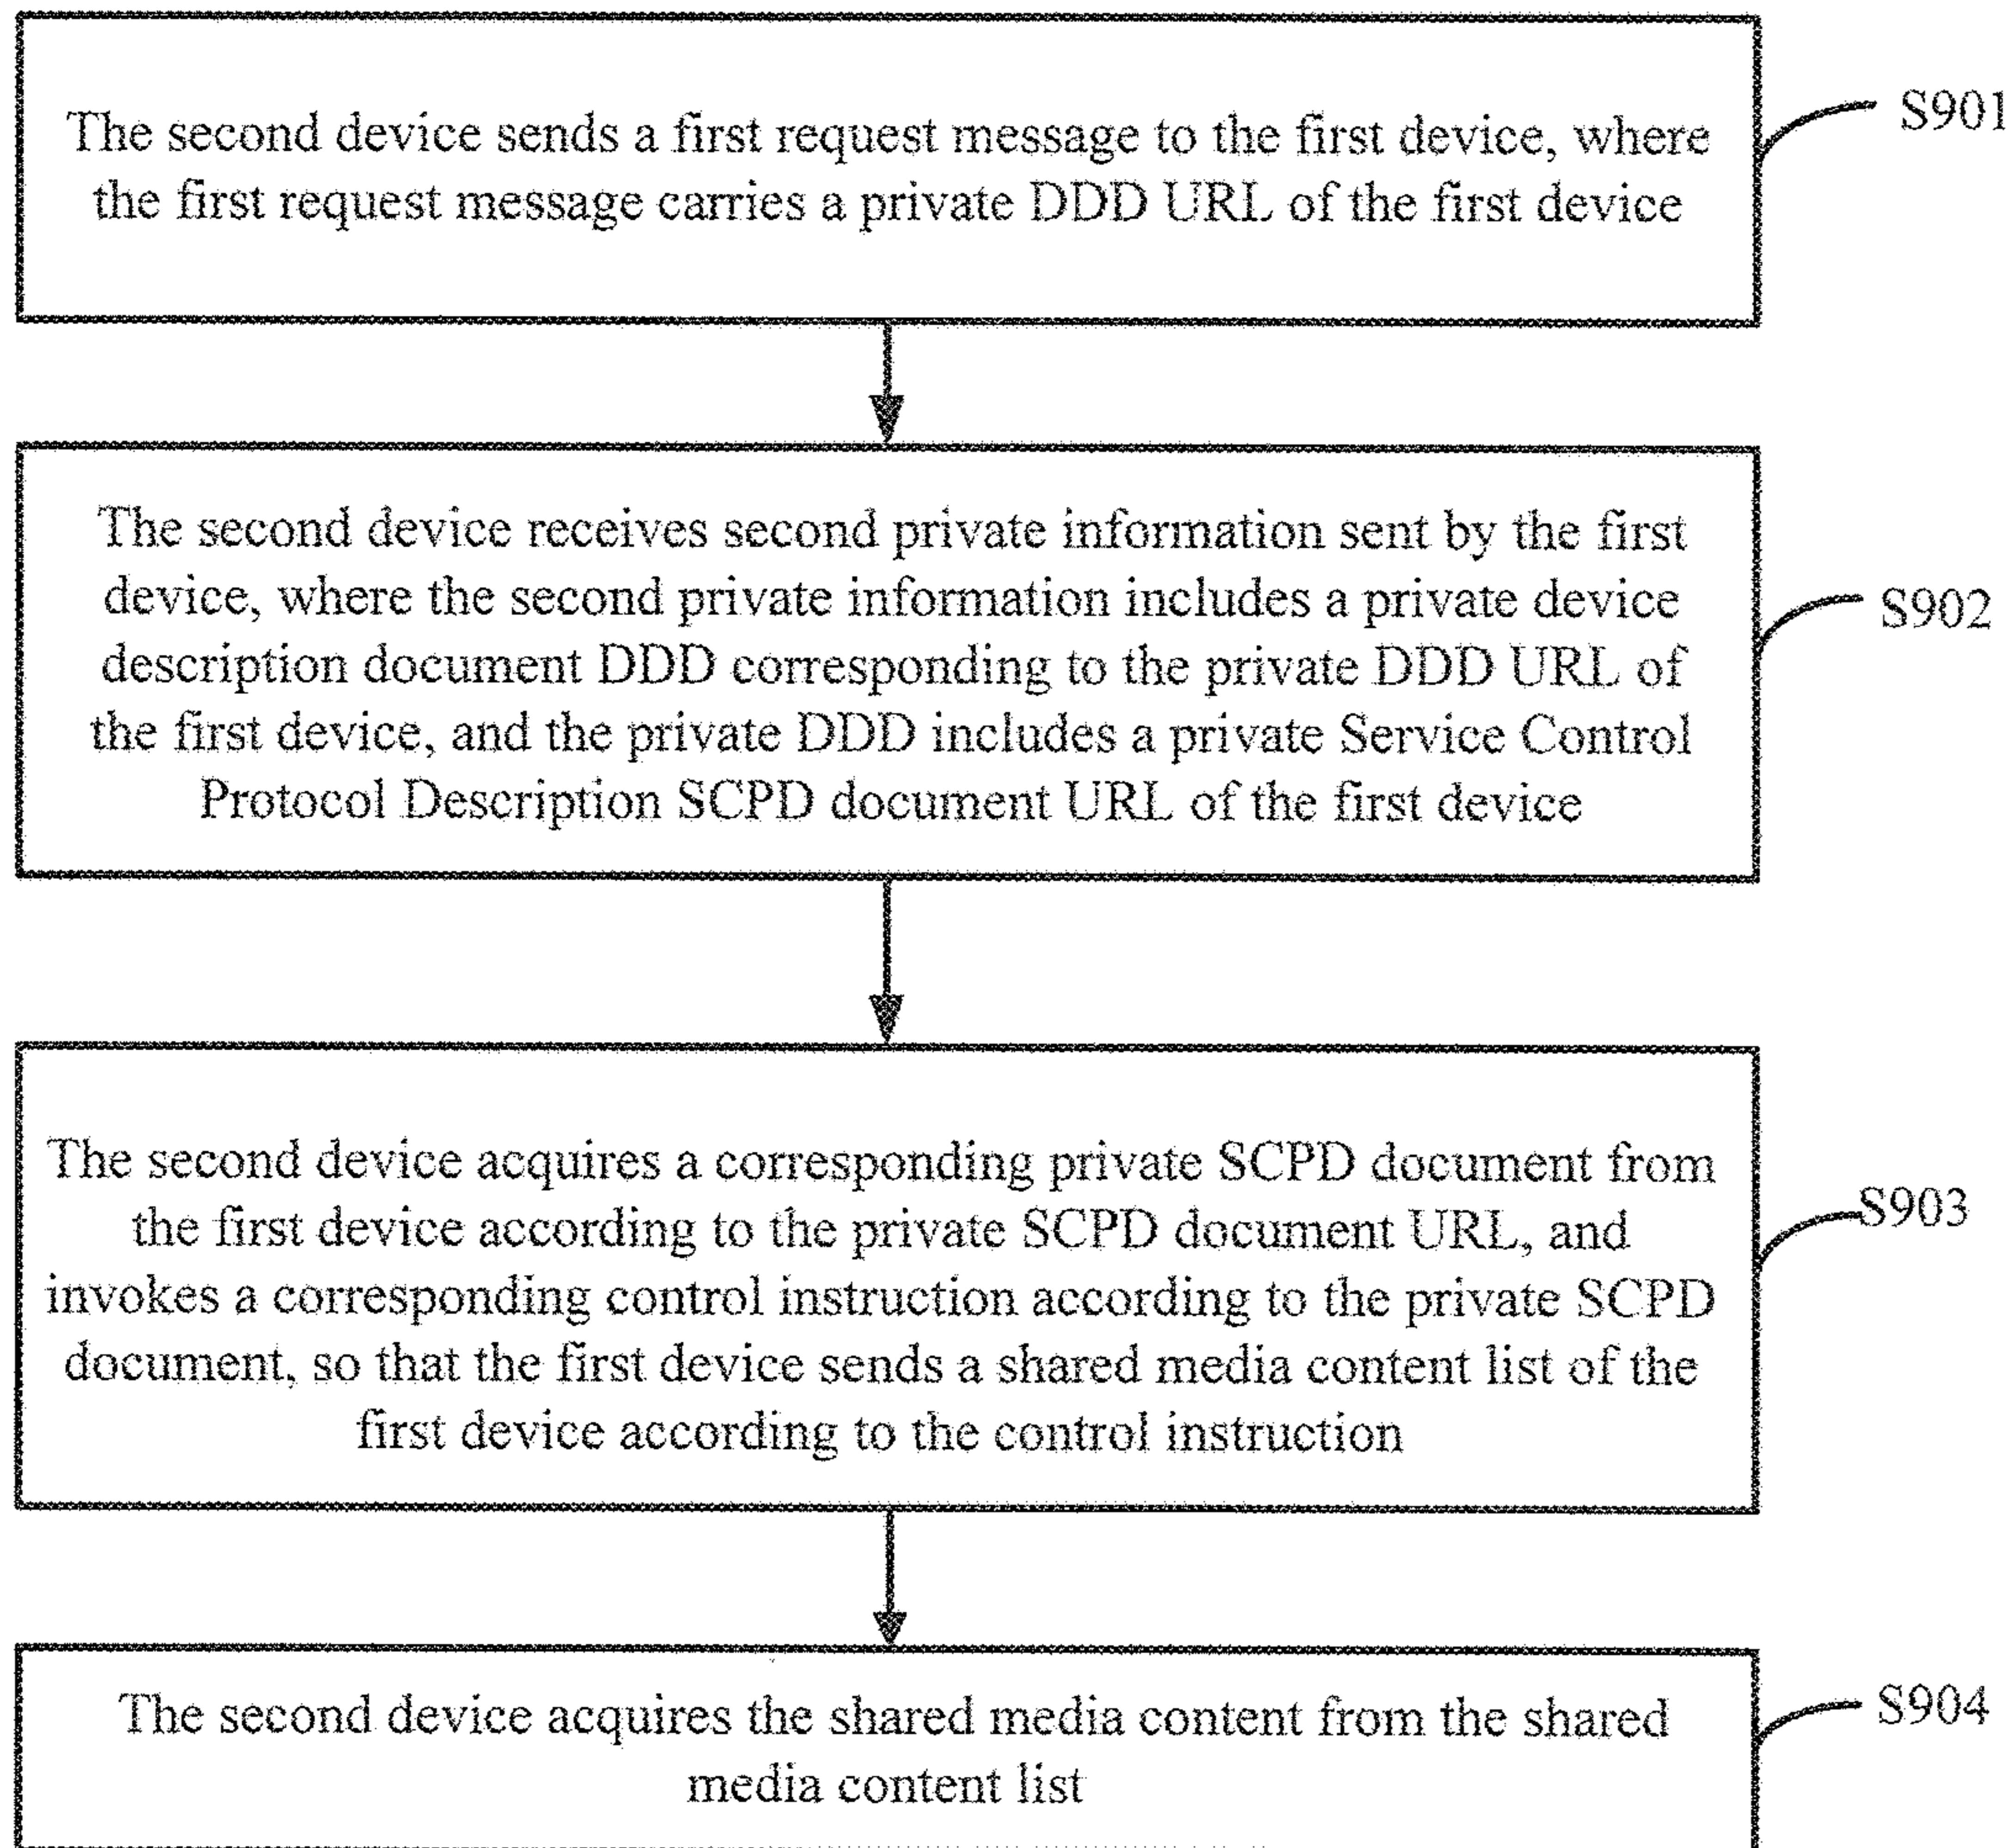 The second device sends a first request message to the first device, where
the first request message carries a private DDD URL of the first device
S901
The second device receives second private information sent by the first
device, where the second private information includes a private device
description document DDD corresponding to the private DDD URL of
the first device, and the private DDD includes a private Service Control
Protocol Description SCPD document URL of the first device
S902
The second device acquires a corresponding private SCPD document from
the first device according to the private SCPD document URL, and
invokes a corresponding control instruction according to the private SCPD
document, so that the first device sends a shared media content list of the
first device according to the control instruction
S903
The second device acquires the shared media content from the shared
media content list
S904